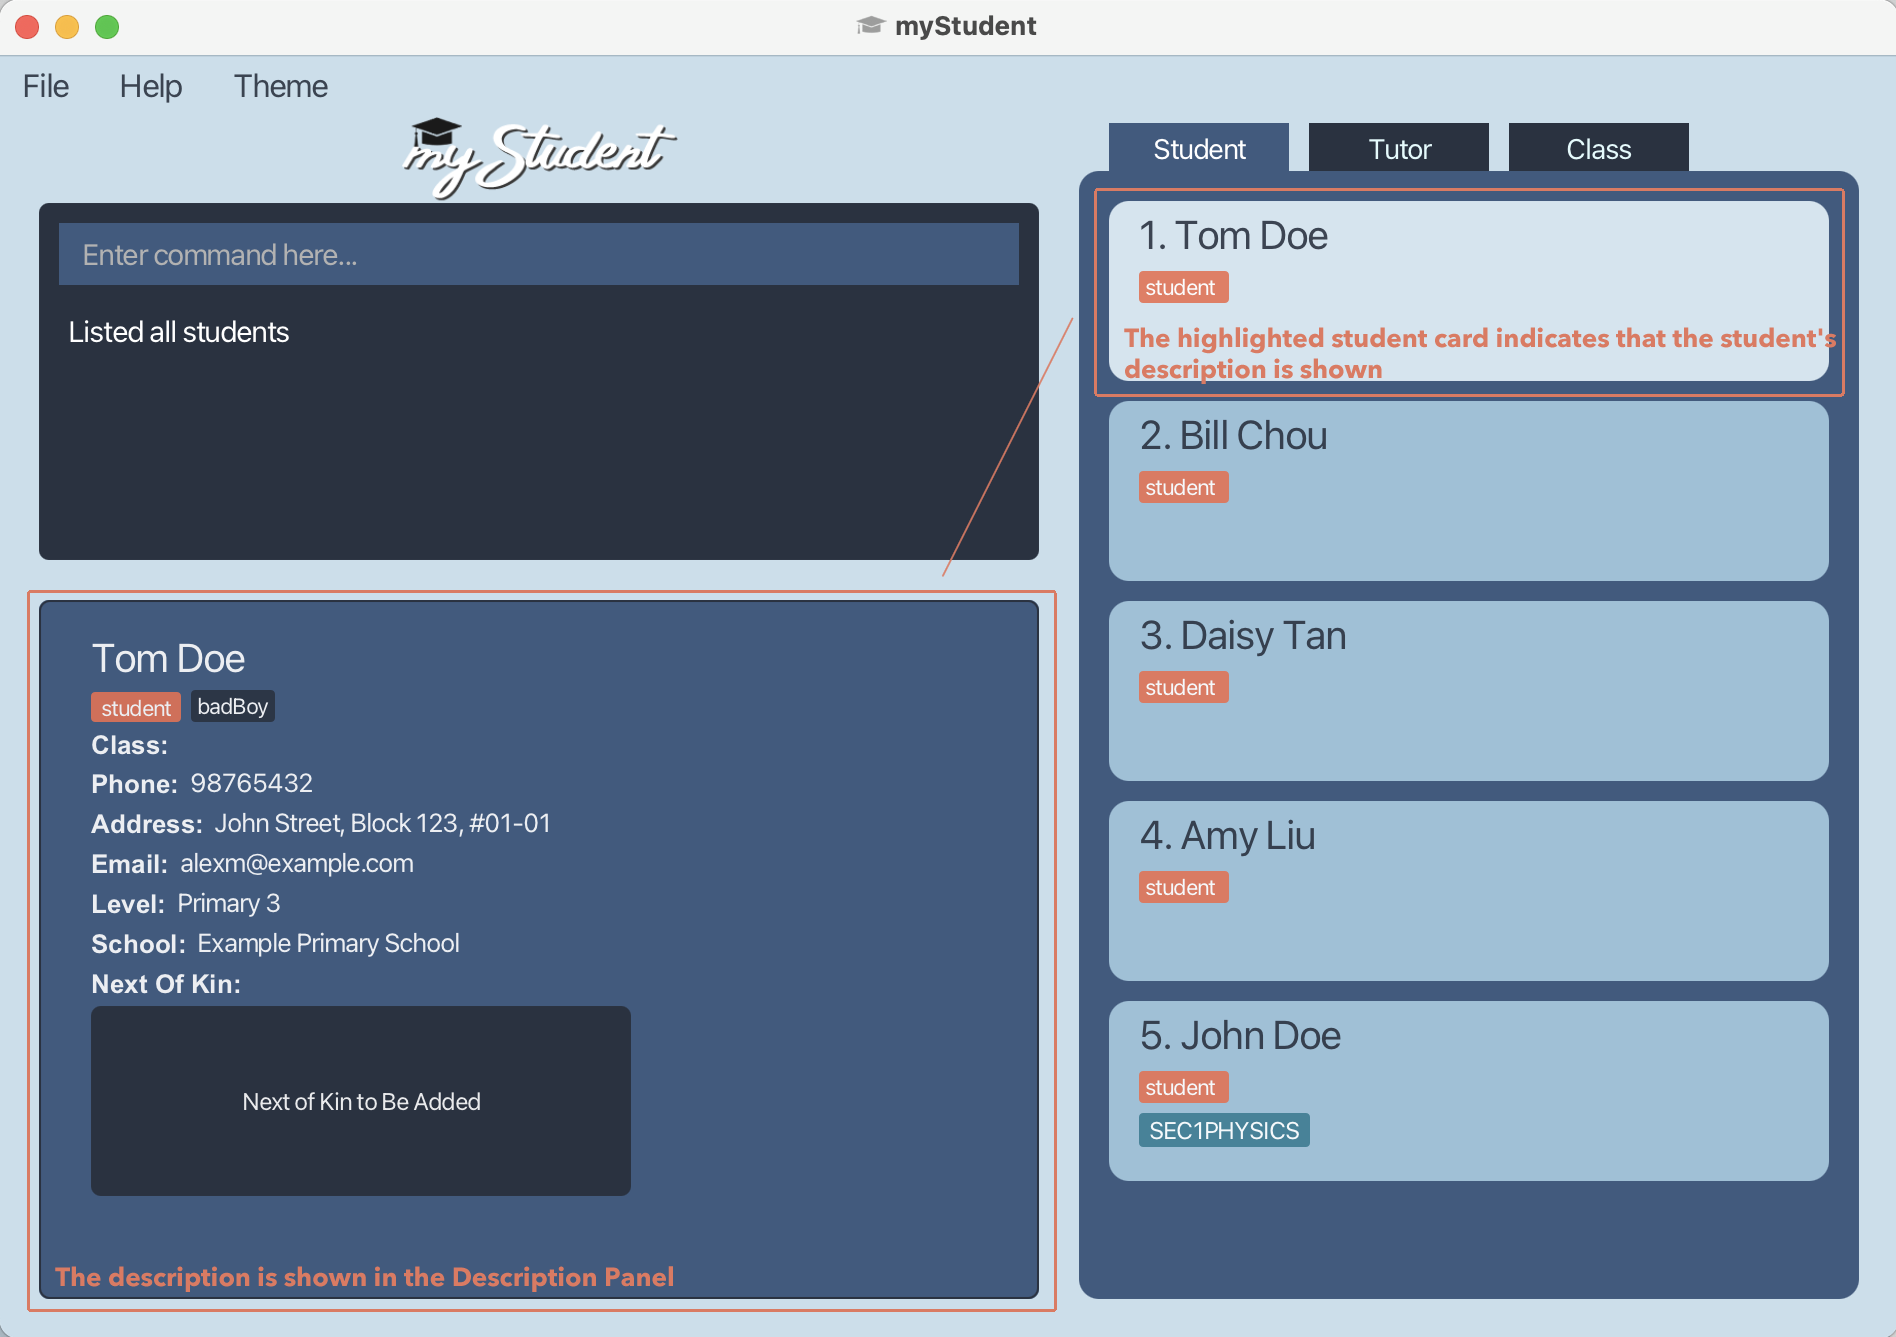 myStudent
File Help Theme
myStudent
Enter command here...
Listed all students
Tom Doe
student badBoy
Class:
Phone: 98765432
Address: John Street, Block 123, #01-01
Email: alexm@example.com
Level: Primary 3
School: Example Primary School
Next Of Kin:
Next of Kin to Be Added
The description is shown in the Description Panel
Student Tutor Class
1. Tom Doe
student
The highlighted student card indicates that the student's
description is shown
2. Bill Chou
student
3. Daisy Tan
student
4. Amy Liu
student
5. John Doe
student
SEC1PHYSICS